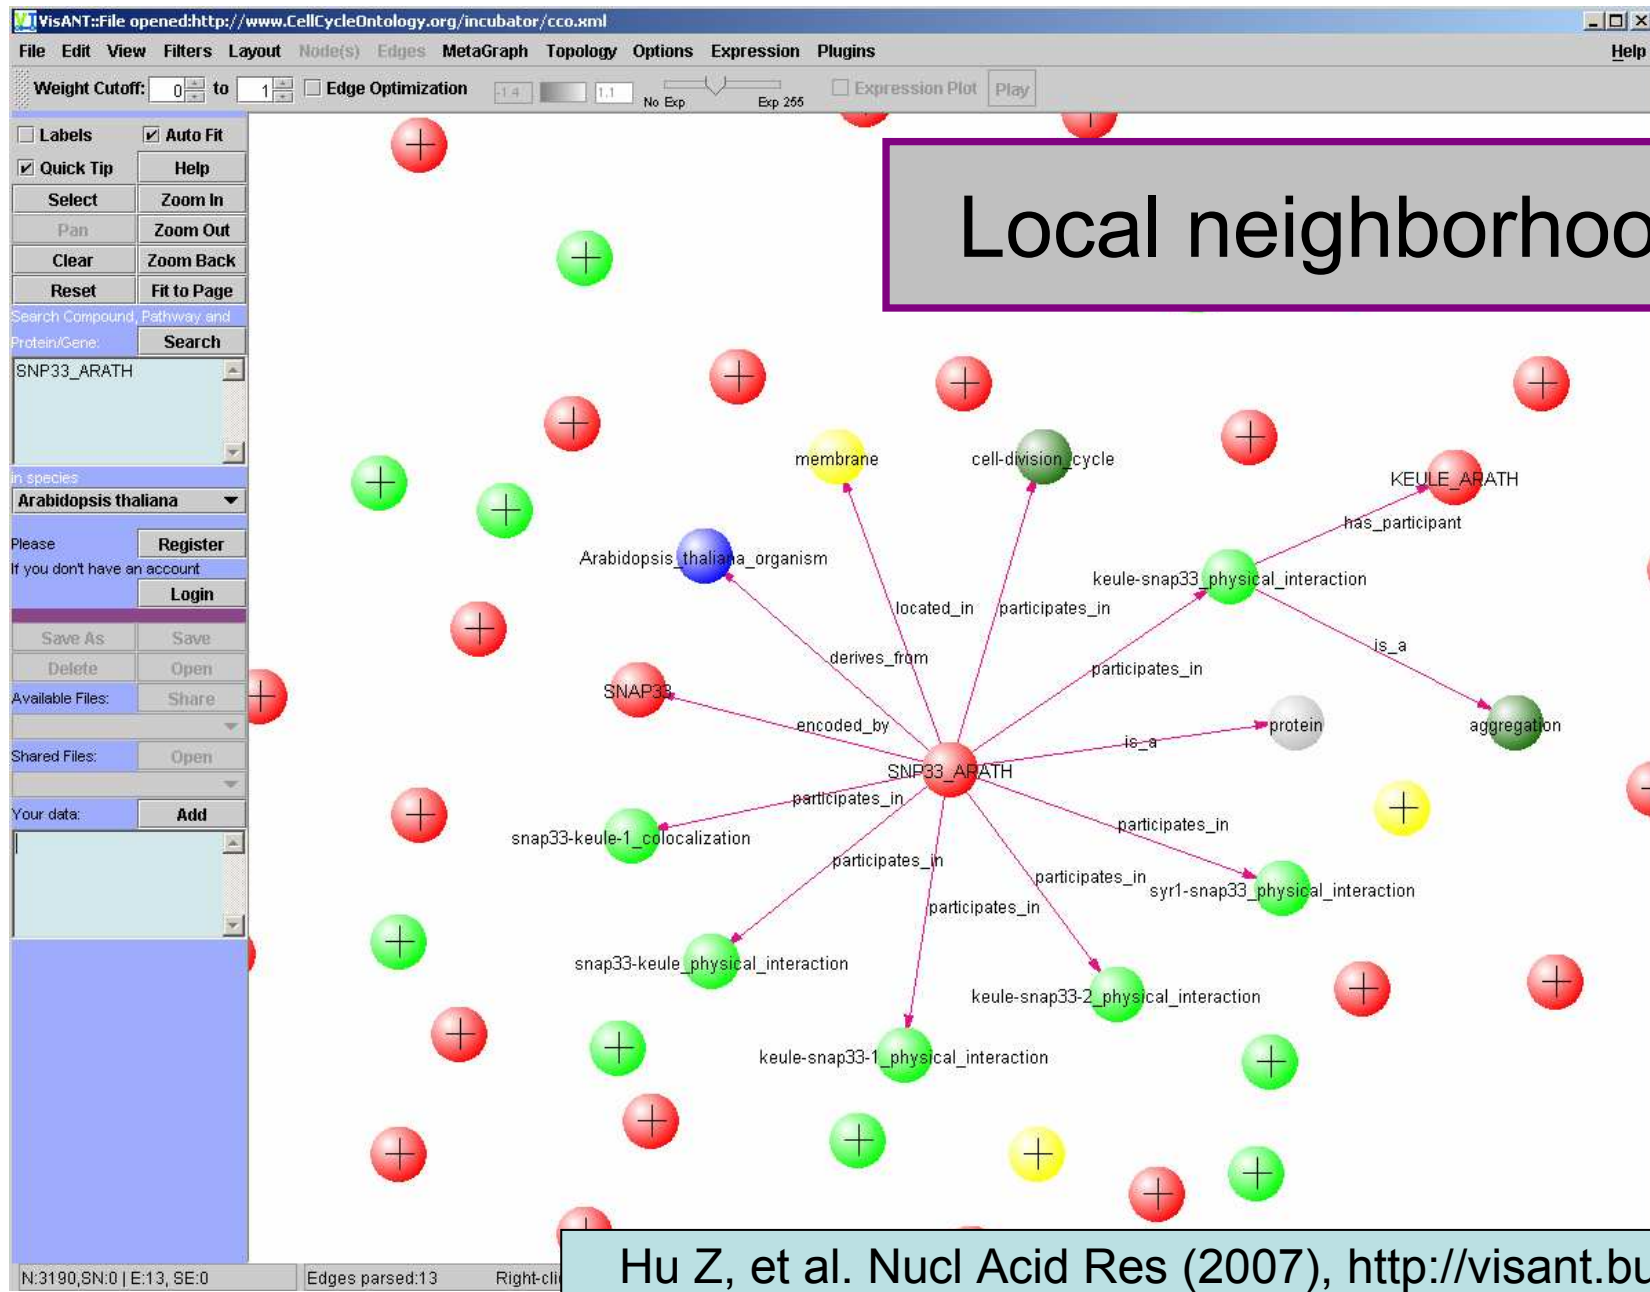 VisANT::File opened:http://www.CellCycleOntology.org/incubator/cco.xml
File Edit View Filters Layout Node(s) Edges MetaGraph Topology Options Expression Plugins Help
Weight Cutoff: 0 to 1 Edge Optimization -1.4 1.1 No Exp Exp 255 Expression Plot Play
Labels Auto Fit
Quick Tip Help
Select Zoom In
Pan Zoom Out
Clear Zoom Back
Reset Fit to Page
Search Compound, Pathway and
Protein/Gene: Search
SNP33_ARATH
in species
Arabidopsis thaliana
Please Register
If you don't have an account
Login
Save As Save
Delete Open
Available Files: Share
Shared Files: Open
Your data: Add
Local neighborhoo
membrane
cell-division_cycle
KEULE_ARATH
has_participant
Arabidopsis_thaliana_organism
keule-snap33_physical_interaction
located_in
participates_in
is_a
derives_from
participates_in
SNAP33
encoded_by
protein
aggregation
is_a
SNP33_ARATH
participates_in
snap33-keule-1_colocalization
participates_in
participates_in
participates_in
syr1-snap33_physical_interaction
participates_in
snap33-keule_physical_interaction
keule-snap33-2_physical_interaction
keule-snap33-1_physical_interaction
N:3190,SN:0 | E:13, SE:0
Edges parsed:13
Right-cli
Hu Z, et al. Nucl Acid Res (2007), http://visant.bu